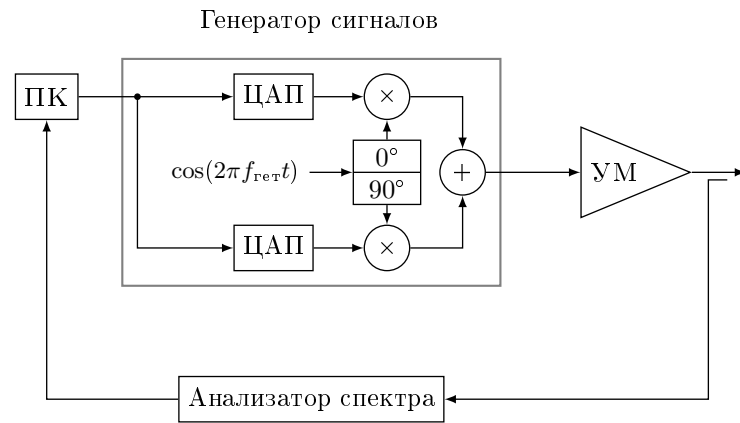 Генератор сигналов
ПК
ЦАП
×
0°
cos(2πf_гет t)
90°
+
УМ
ЦАП
×
Анализатор спектра